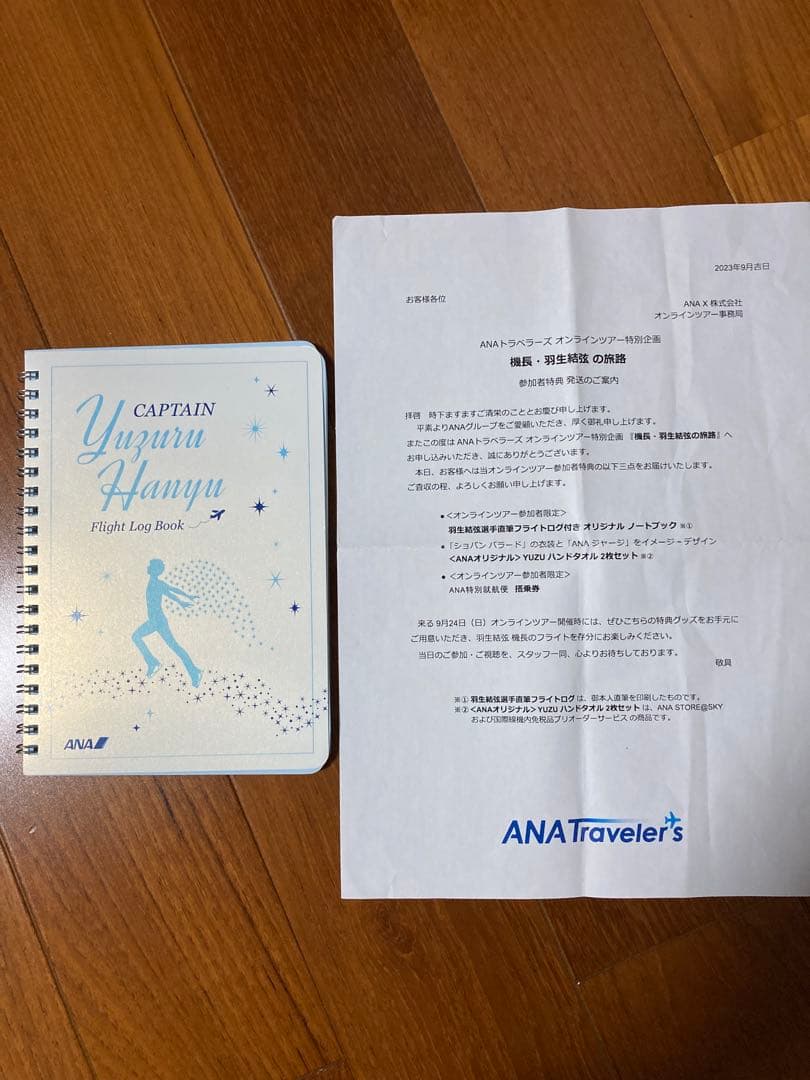 CAPTAIN
Yuzuru
Hanyu
Flight Log Book
ANA
2023年9月吉日
お客様各位
ANA X 株式会社
オンラインツアー事務局
ANAトラベラーズ オンラインツアー特別企画
機長・羽生結弦 の旅路
参加者特典 発送のご案内
拝啓 時下ますますご清栄のこととお慶び申し上げます。
平素よりANAグループをご愛顧いただき、厚く御礼申し上げます。
またこの度は ANAトラベラーズ オンラインツアー特別企画 『機長・羽生結弦の旅路』へ
お申し込みいただき、誠にありがとうございます。
本日、お客様へは当オンラインツアー参加者特典の以下三点をお届けいたします。
ご査収の程、よろしくお願い申し上げます。
● <オンラインツアー参加者限定>
羽生結弦選手直筆フライトログ付き オリジナル ノートブック ※①
● 「ショパン バラード」の衣装と「ANA ジャージ」をイメージ～デザイン
<ANAオリジナル> YUZU ハンドタオル 2枚セット ※②
● <オンラインツアー参加者限定>
ANA特別就航便 搭乗券
来る 9月24日（日）オンラインツアー開催時には、ぜひこちらの特典グッズをお手元に
ご用意いただき、羽生結弦 機長のフライトを存分にお楽しみください。
当日のご参加・ご視聴を、スタッフ一同、心よりお待ちしております。
敬具
※① 羽生結弦選手直筆フライトログ は、御本人直筆を印刷したものです。
※② <ANAオリジナル> YUZU ハンドタオル 2枚セット は、ANA STORE@SKY
および国際線機内免税品プリオーダーサービス の商品です。
ANA Traveler's